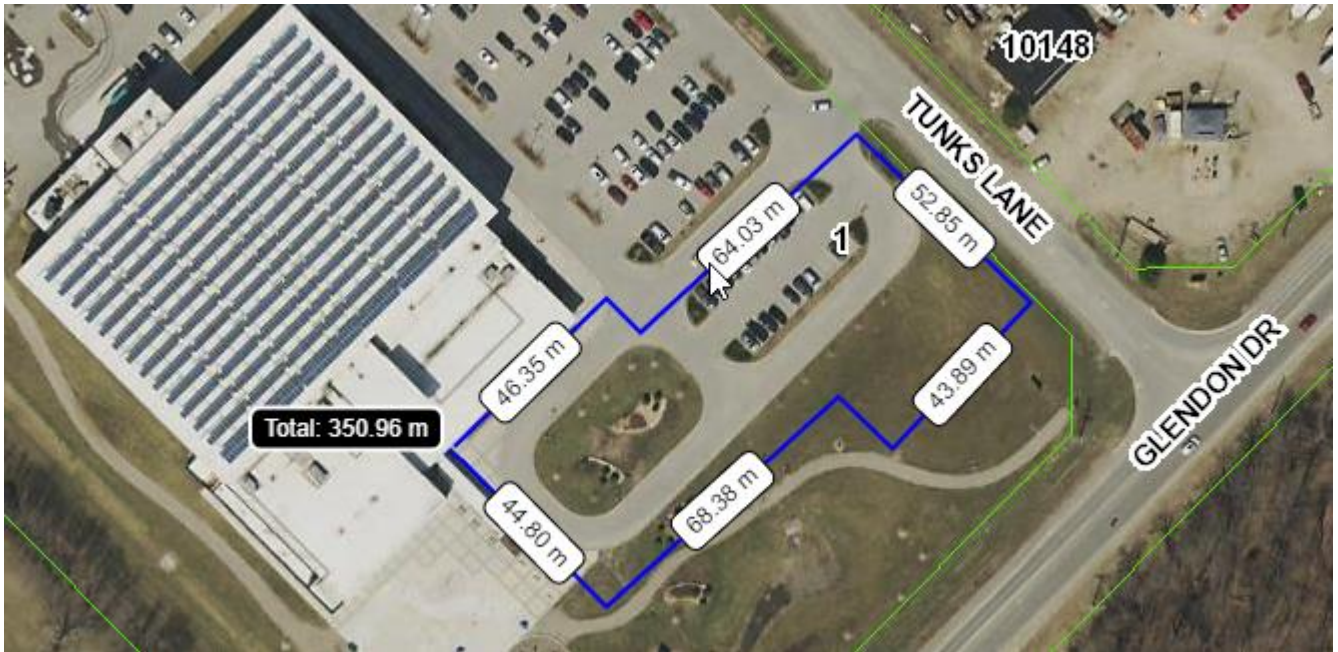 10148
TUNKS LANE
52.85 m
64.03 m
1
46.35 m
43.89 m
GLENDON DR
Total: 350.96 m
44.80 m
68.38 m